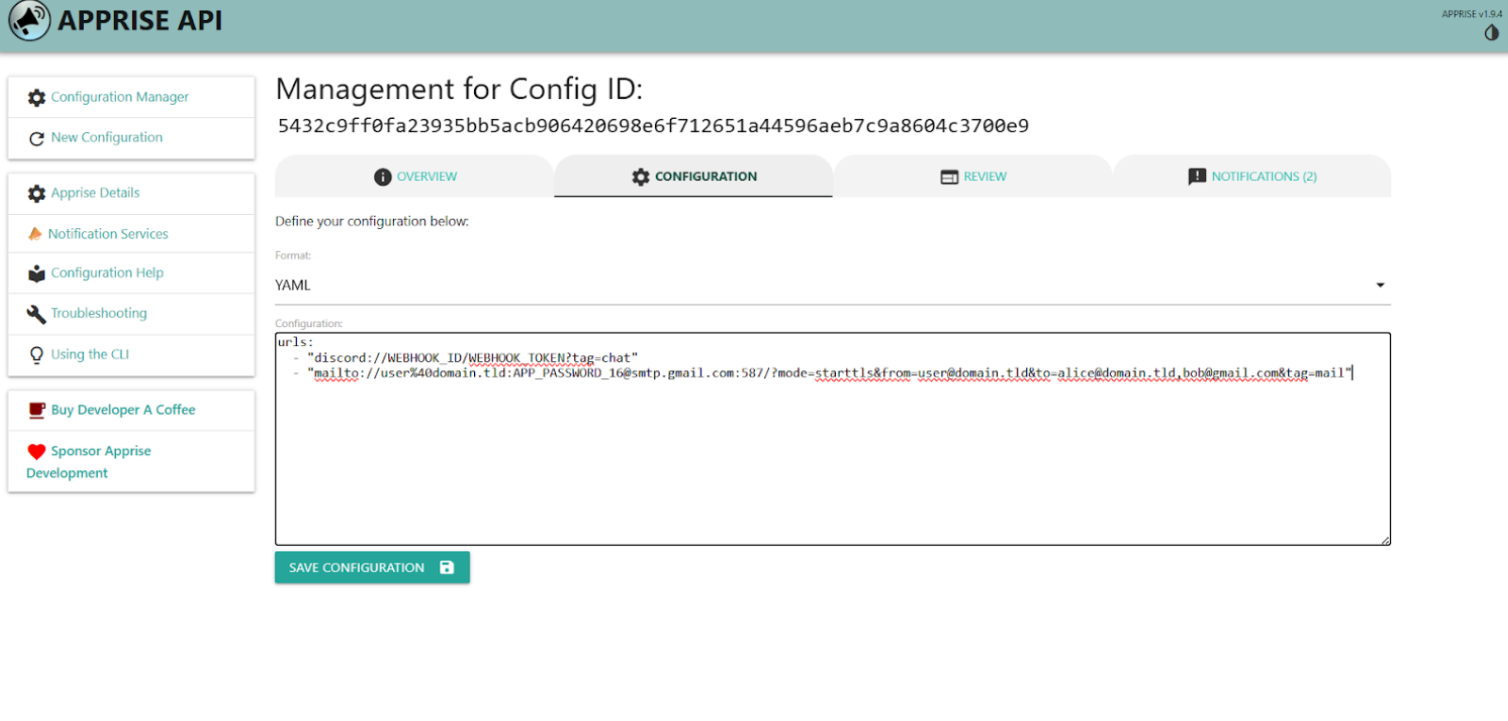 APPRISE API
APPRISE v1.9.4
Configuration Manager
New Configuration
Apprise Details
Notification Services
Configuration Help
Troubleshooting
Using the CLI
Buy Developer A Coffee
Sponsor Apprise
Development
Management for Config ID:
5432c9ff0fa23935bb5acb906420698e6f712651a44596aeb7c9a8604c3700e9
OVERVIEW
CONFIGURATION
REVIEW
NOTIFICATIONS (2)
Define your configuration below:
Format:
YAML
Configuration:
urls:
- "discord://WEBHOOK_ID/WEBHOOK_TOKEN?tag=chat"
- "mailto://user%40domain.tld:APP_PASSWORD_16@smtp.gmail.com:587/?mode=starttls&from=user@domain.tld&to=alice@domain.tld,bob@gmail.com&tag=mail"
SAVE CONFIGURATION